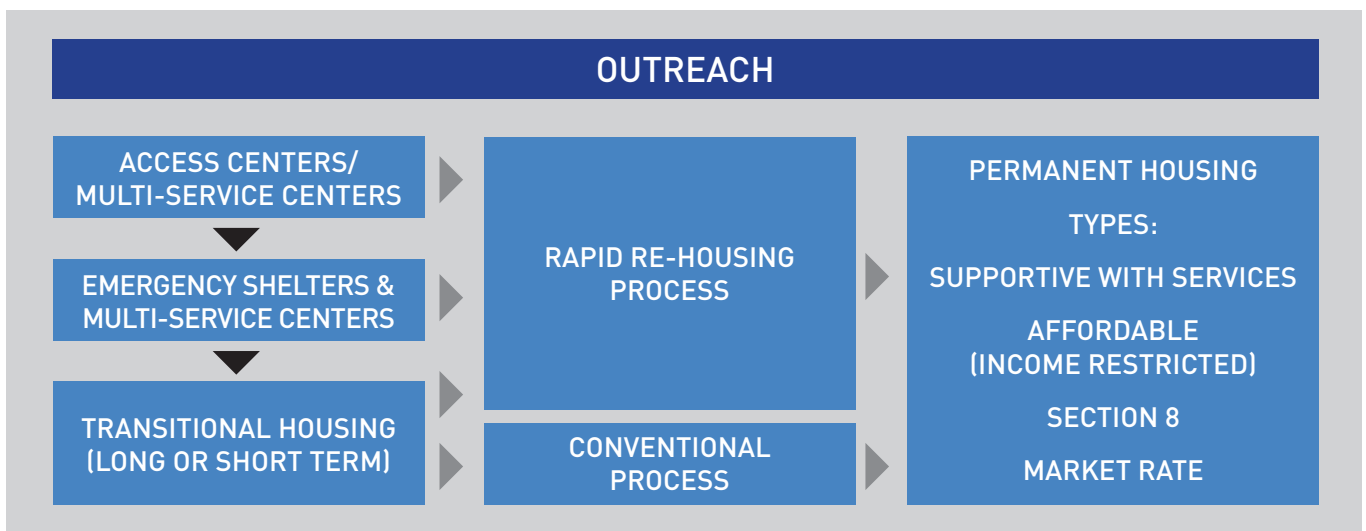 OUTREACH
ACCESS CENTERS/
MULTI-SERVICE CENTERS
EMERGENCY SHELTERS &
MULTI-SERVICE CENTERS
TRANSITIONAL HOUSING
(LONG OR SHORT TERM)
RAPID RE-HOUSING
PROCESS
CONVENTIONAL
PROCESS
PERMANENT HOUSING
TYPES:
SUPPORTIVE WITH SERVICES
AFFORDABLE
(INCOME RESTRICTED)
SECTION 8
MARKET RATE